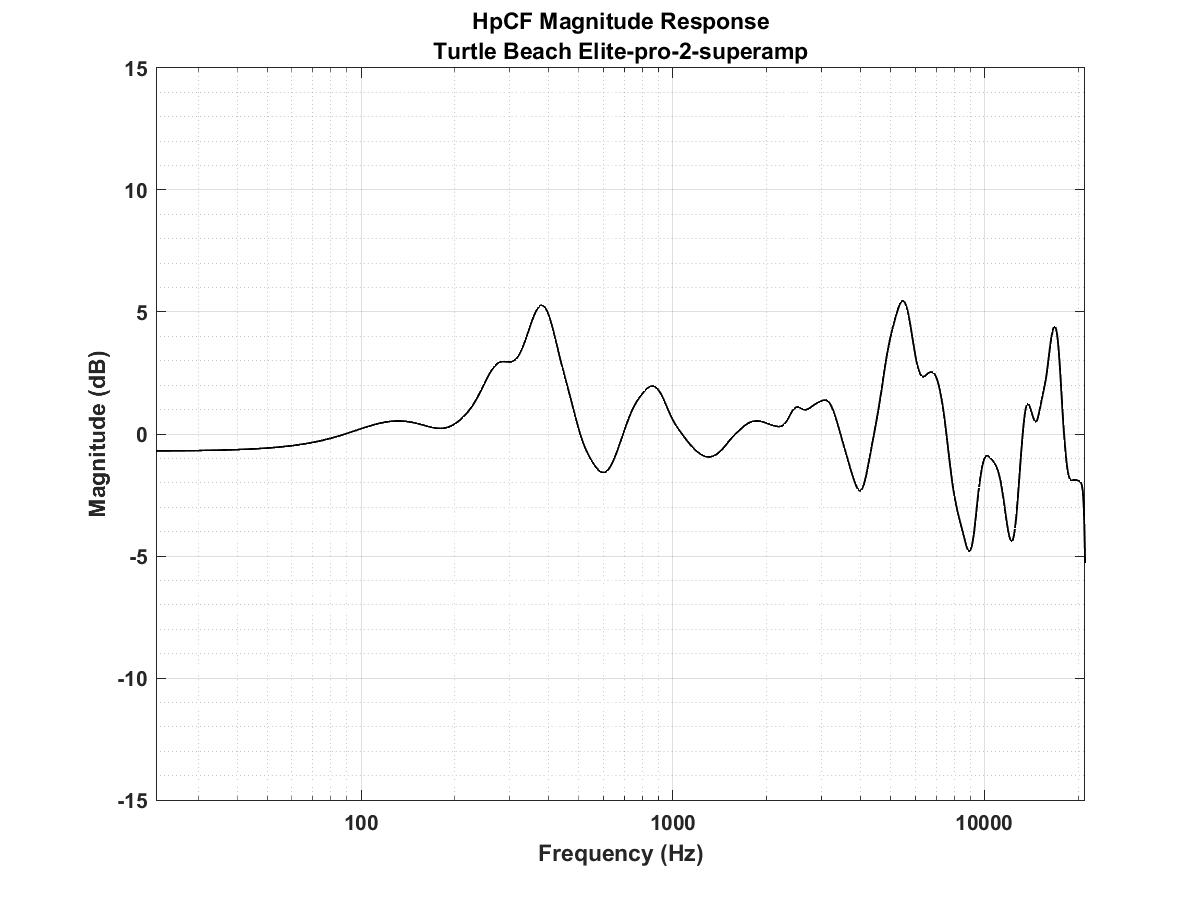 HpCF Magnitude Response
Turtle Beach Elite-pro-2-superamp
15
10
5
0
-5
-10
-15
Magnitude (dB)
100
1000
10000
Frequency (Hz)